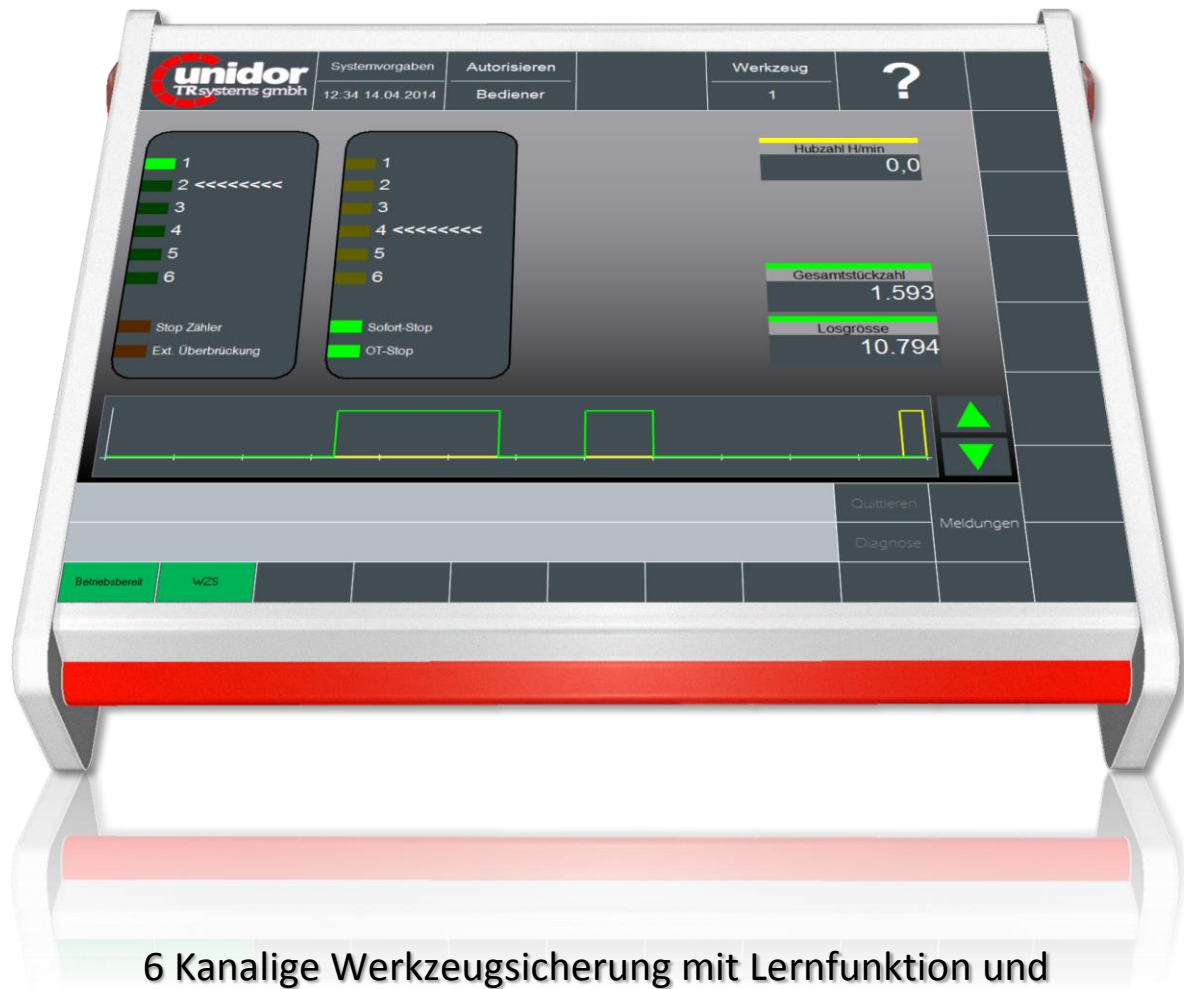 unidor
TRsystems gmbh
Systemvorgaben
12:34 14.04.2014
Autorisieren
Bediener
Werkzeug
1
?
1
2 <<<<<<<<
3
4
5
6
Stop Zähler
Ext. Überbrückung
1
2
3
4 <<<<<<<<
5
6
Sofort-Stop
OT-Stop
Hubzahl H/min
0,0
Gesamtstückzahl
1.593
Losgrösse
10.794
Quittieren
Diagnose
Meldungen
Betriebsbereit
WZS
6 Kanalige Werkzeugsicherung mit Lernfunktion und